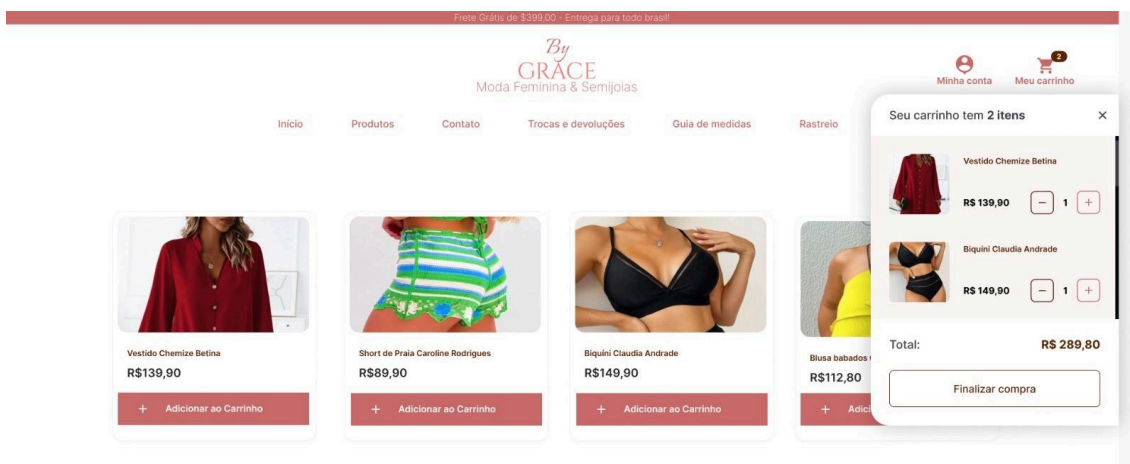 Frete Grátis de $399,00 - Entrega para todo brasil!
By
GRACE
Moda Feminina & Semijoias
2
Minha conta
Meu carrinho
Início
Produtos
Contato
Trocas e devoluções
Guia de medidas
Rastreio
Seu carrinho tem 2 itens
×
Vestido Chemize Betina
R$ 139,90
− 1 +
Biquíni Claudia Andrade
R$ 149,90
− 1 +
Total:
R$ 289,80
Finalizar compra
Vestido Chemize Betina
R$139,90
+ Adicionar ao Carrinho
Short de Praia Caroline Rodrigues
R$89,90
+ Adicionar ao Carrinho
Biquíni Claudia Andrade
R$149,90
+ Adicionar ao Carrinho
Blusa babados
R$112,80
+ Adici